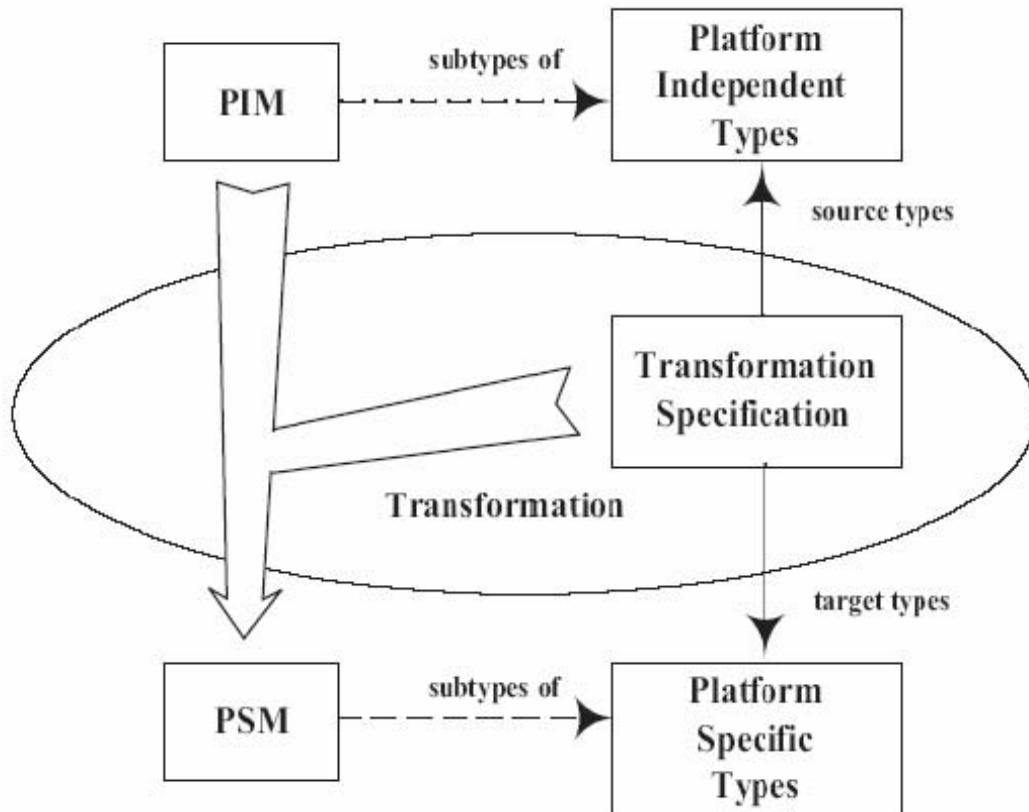 PIM
subtypes of
Platform
Independent
Types
source types
Transformation
Specification
Transformation
target types
PSM
subtypes of
Platform
Specific
Types